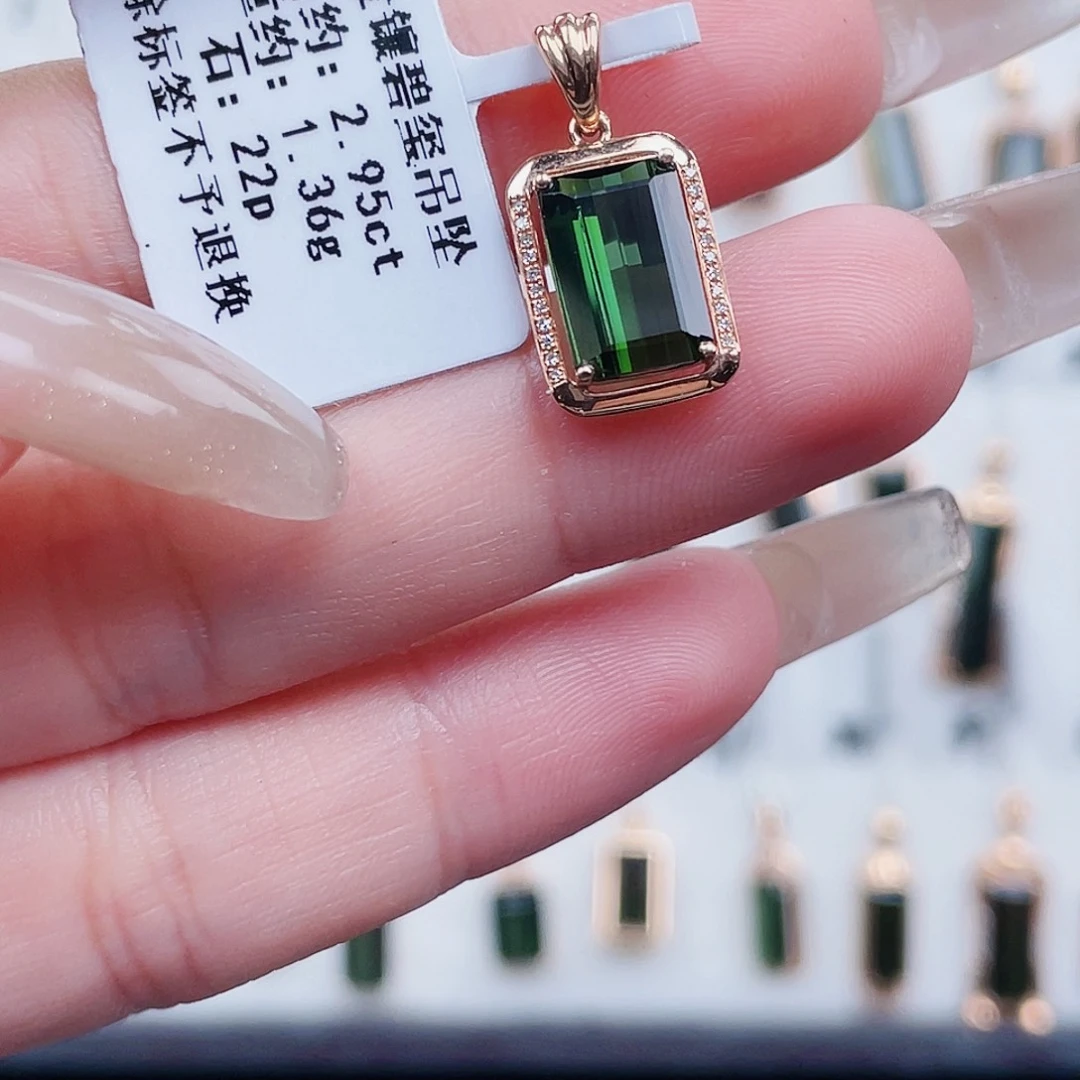 镶碧玺吊坠
约: 2.95ct
约: 1.36g
石: 22p
标签不予退换